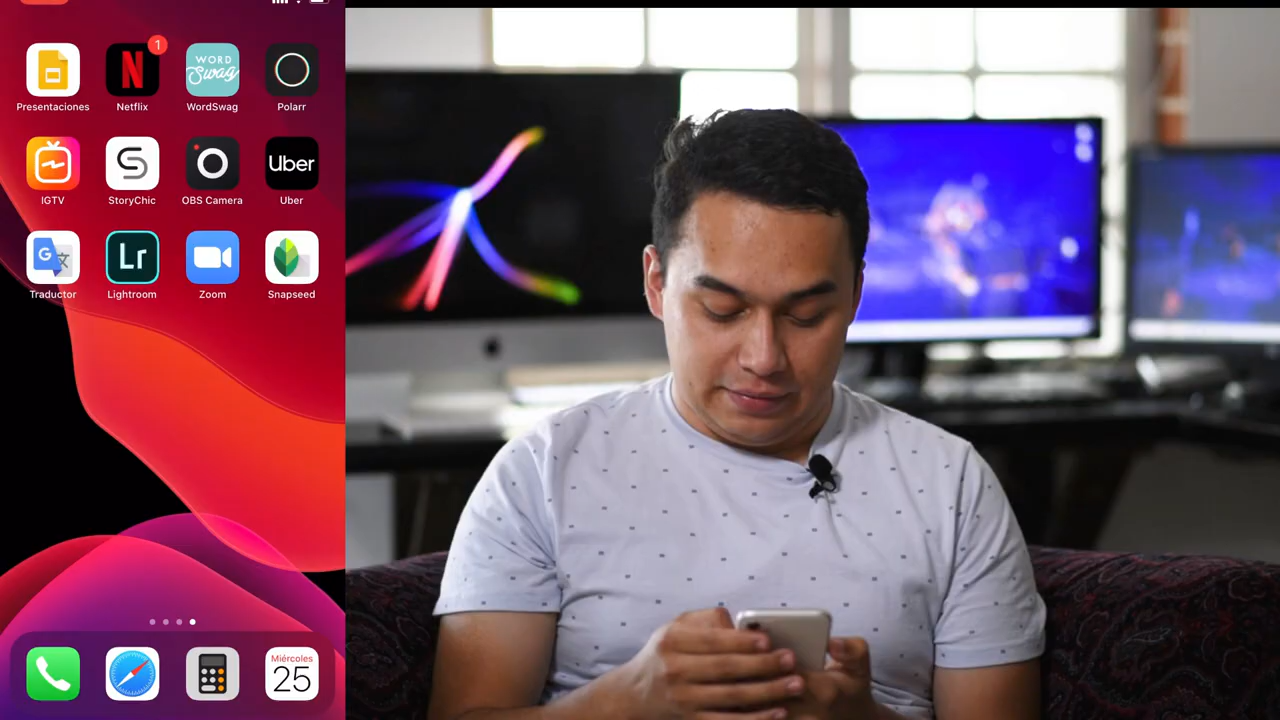 1
WORD
Swag
Presentaciones Netflix WordSwag Polarr
Uber
IGTV StoryChic OBS Camera Uber
G 文 Lr
Traductor Lightroom Zoom Snapseed
Miércoles
25